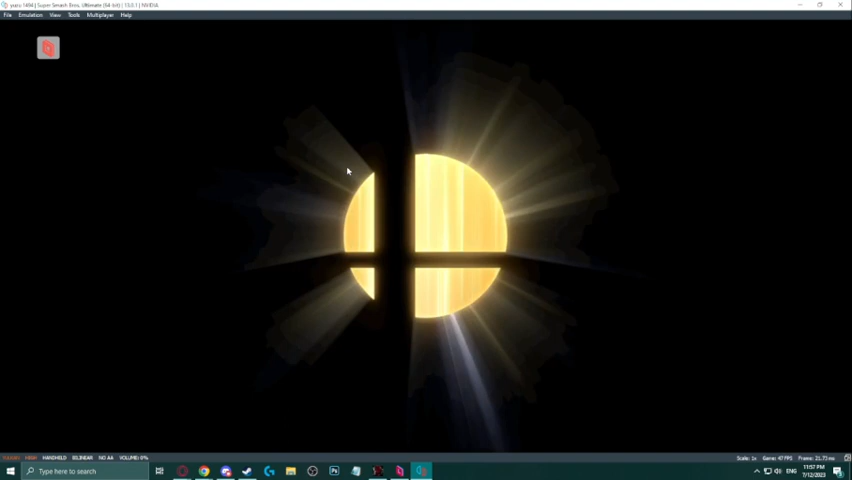 yuzu 1494 | Super Smash Bros. Ultimate (64-bit) | 13.0.1 | NVIDIA
File Emulation View Tools Multiplayer Help
HIGH HANDHELD BILINEAR NO AA VOLUME: 0%
Scale: 1x Game: 47 FPS Frame: 21.73 ms
Type here to search
ENG
11:57 PM
7/12/2023